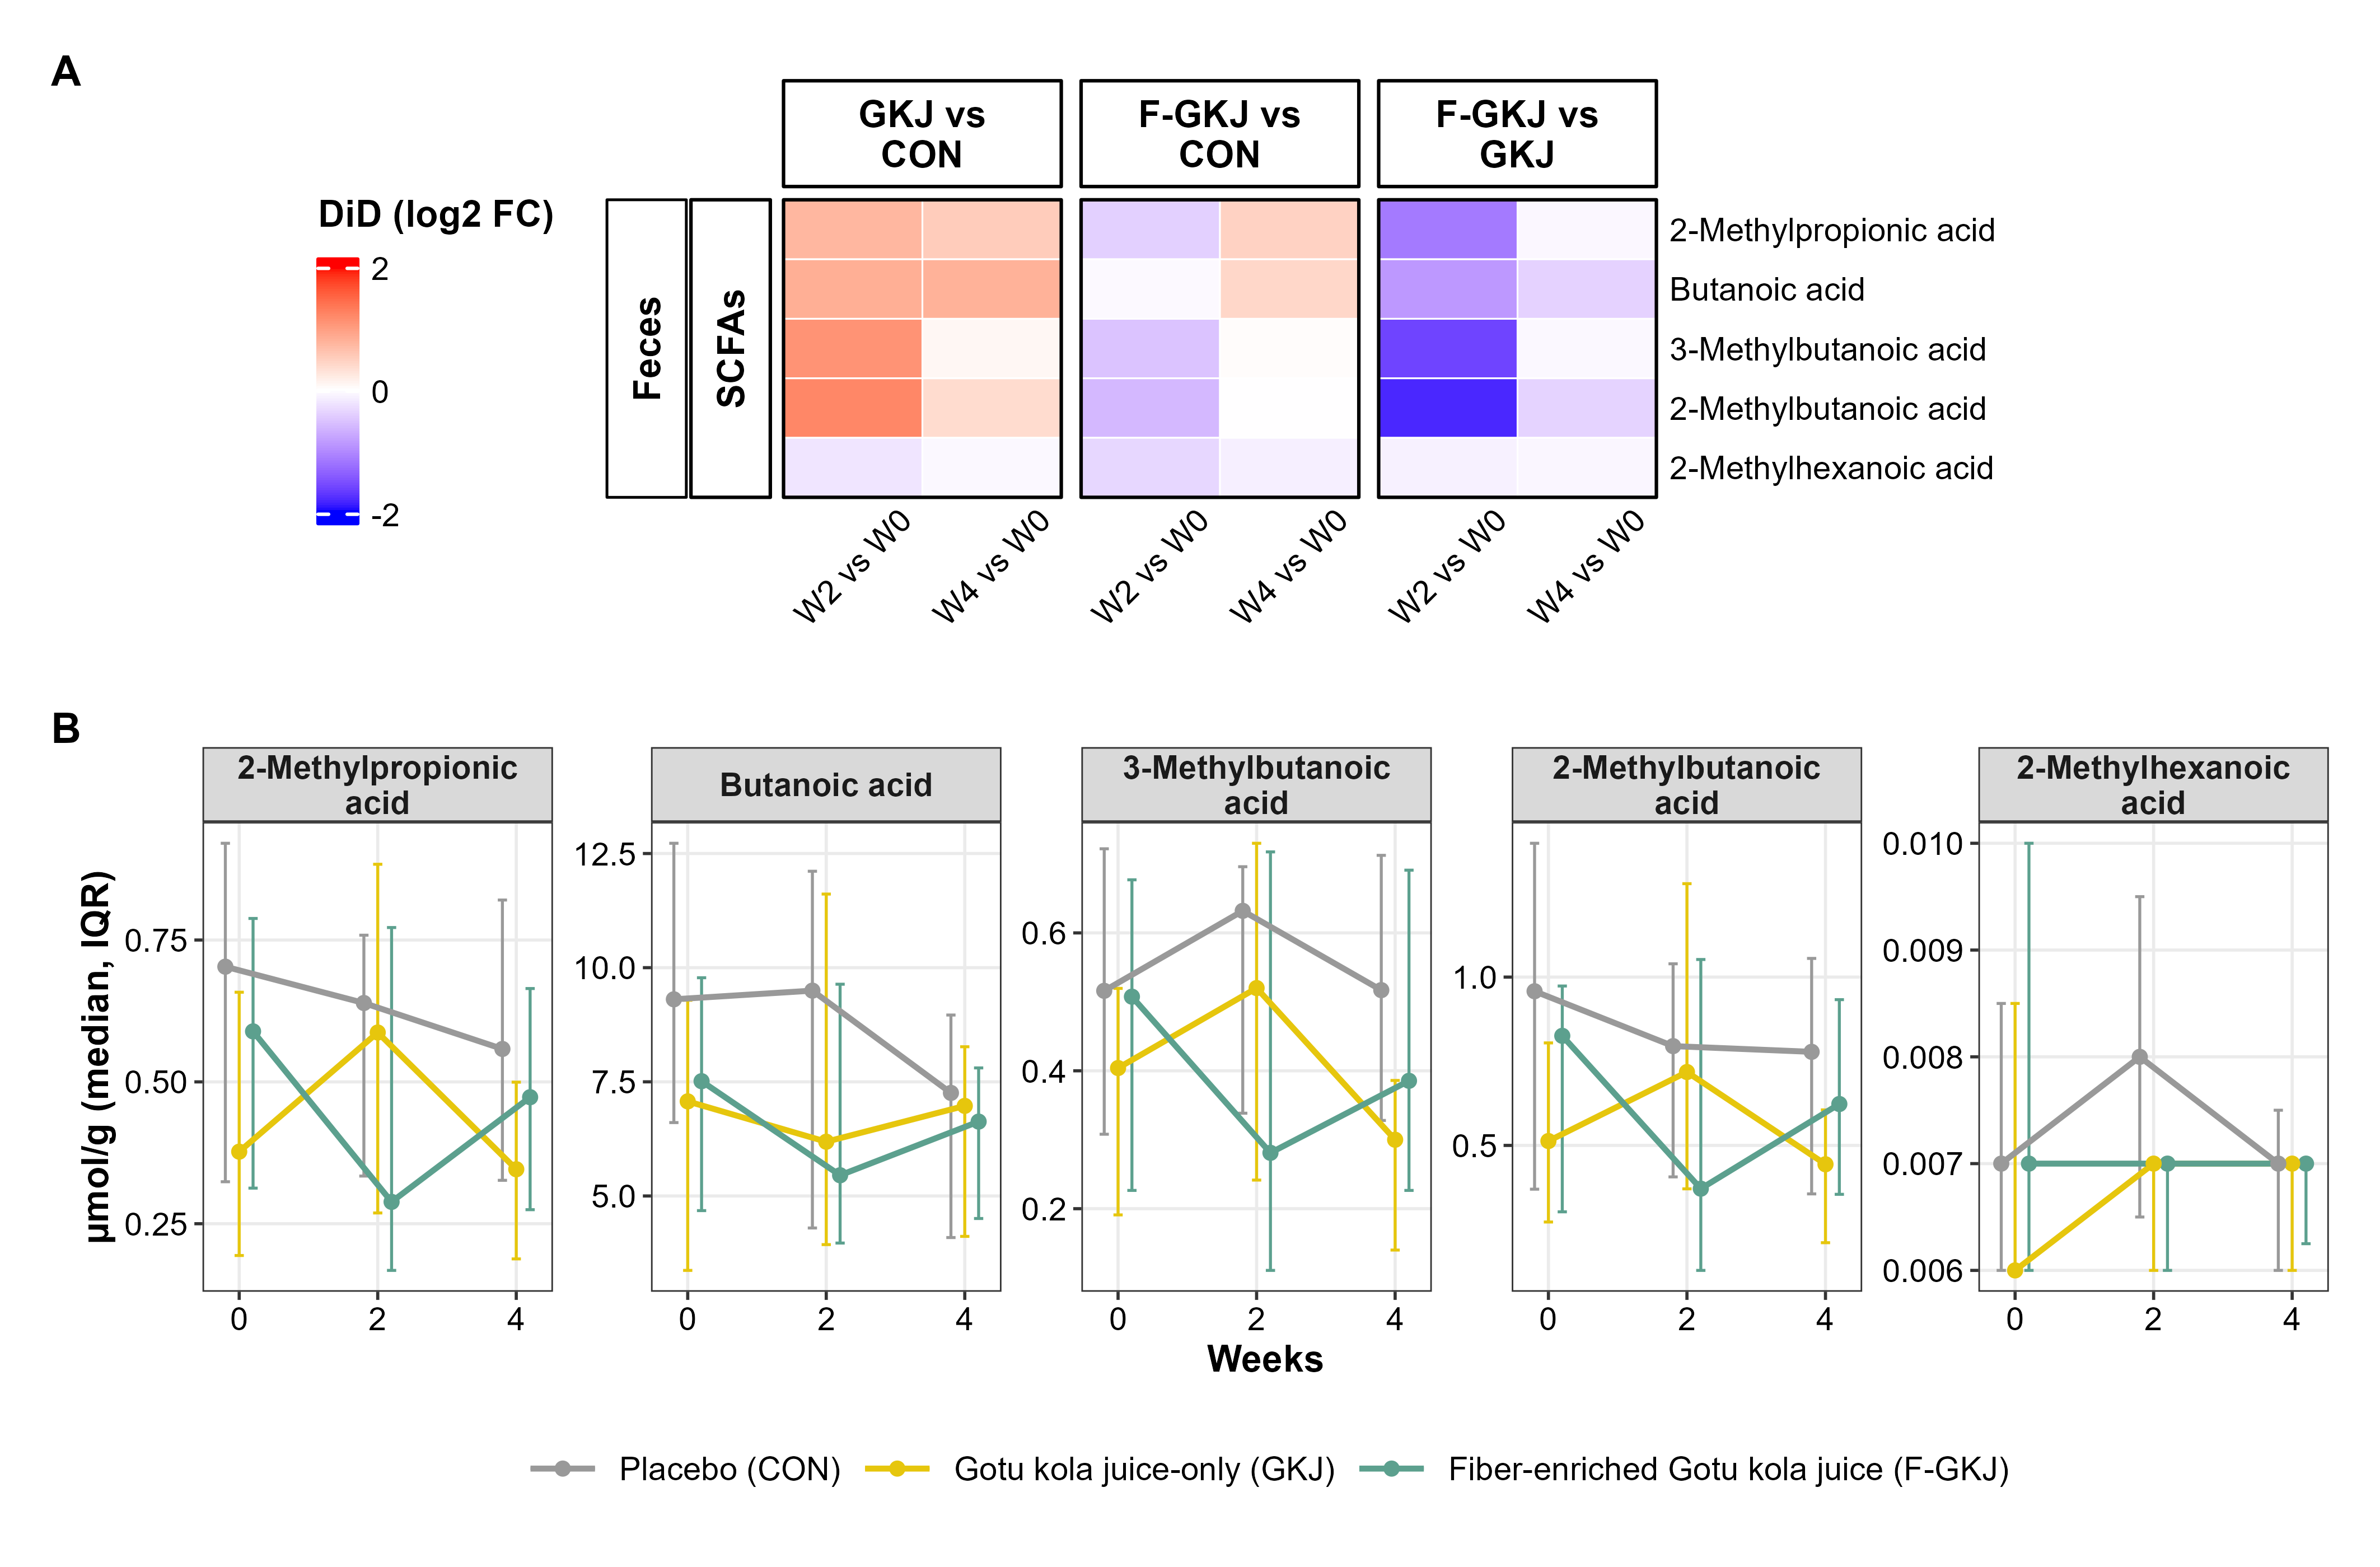 A
GKJ vs
CON
F-GKJ vs
CON
F-GKJ vs
GKJ
DiD (log2 FC)
2
0
-2
Feces
SCFAs
2-Methylpropionic acid
Butanoic acid
3-Methylbutanoic acid
2-Methylbutanoic acid
2-Methylhexanoic acid
W2 vs W0
W4 vs W0
W2 vs W0
W4 vs W0
W2 vs W0
W4 vs W0
B
µmol/g (median, IQR)
2-Methylpropionic
acid
0.75
0.50
0.25
0 2 4
Butanoic acid
12.5
10.0
7.5
5.0
0 2 4
3-Methylbutanoic
acid
0.6
0.4
0.2
0 2 4
2-Methylbutanoic
acid
1.0
0.5
0 2 4
2-Methylhexanoic
acid
0.010
0.009
0.008
0.007
0.006
0 2 4
Weeks
Placebo (CON) Gotu kola juice-only (GKJ) Fiber-enriched Gotu kola juice (F-GKJ)